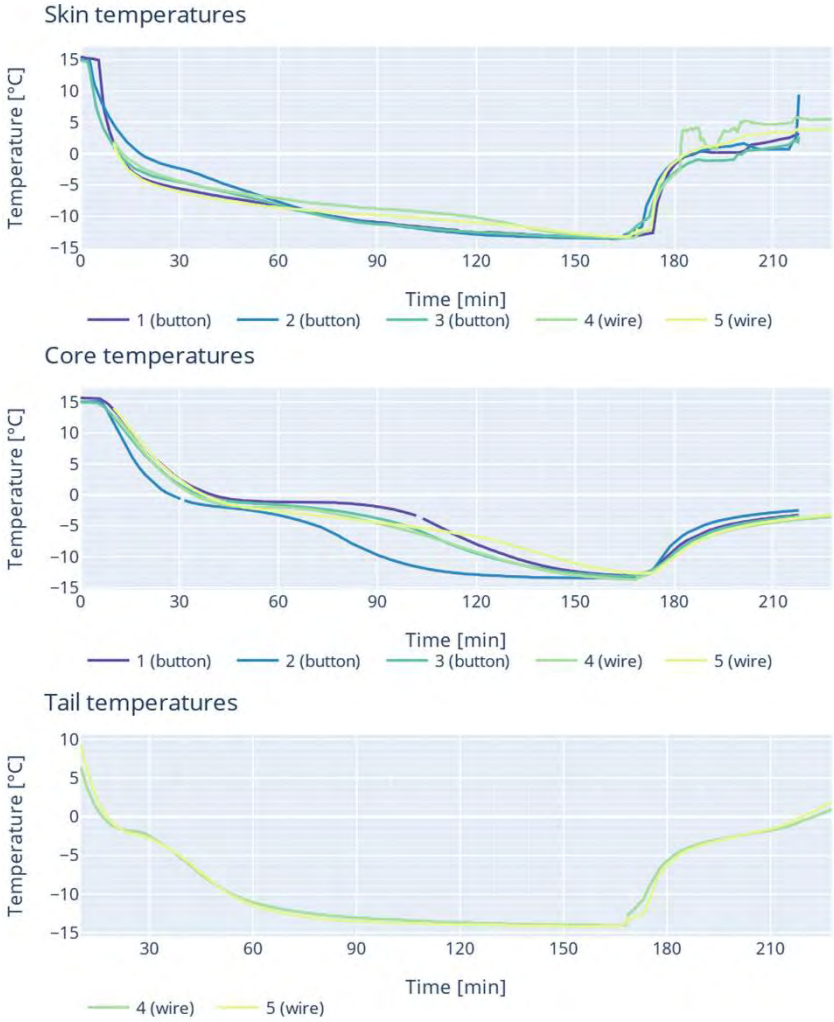 Skin temperatures
Temperature [°C]
15
10
5
0
−5
−10
−15
0 30 60 90 120 150 180 210
Time [min]
1 (button) 2 (button) 3 (button) 4 (wire) 5 (wire)
Core temperatures
Temperature [°C]
15
10
5
0
−5
−10
−15
0 30 60 90 120 150 180 210
Time [min]
1 (button) 2 (button) 3 (button) 4 (wire) 5 (wire)
Tail temperatures
Temperature [°C]
10
5
0
−5
−10
−15
30 60 90 120 150 180 210
Time [min]
4 (wire) 5 (wire)